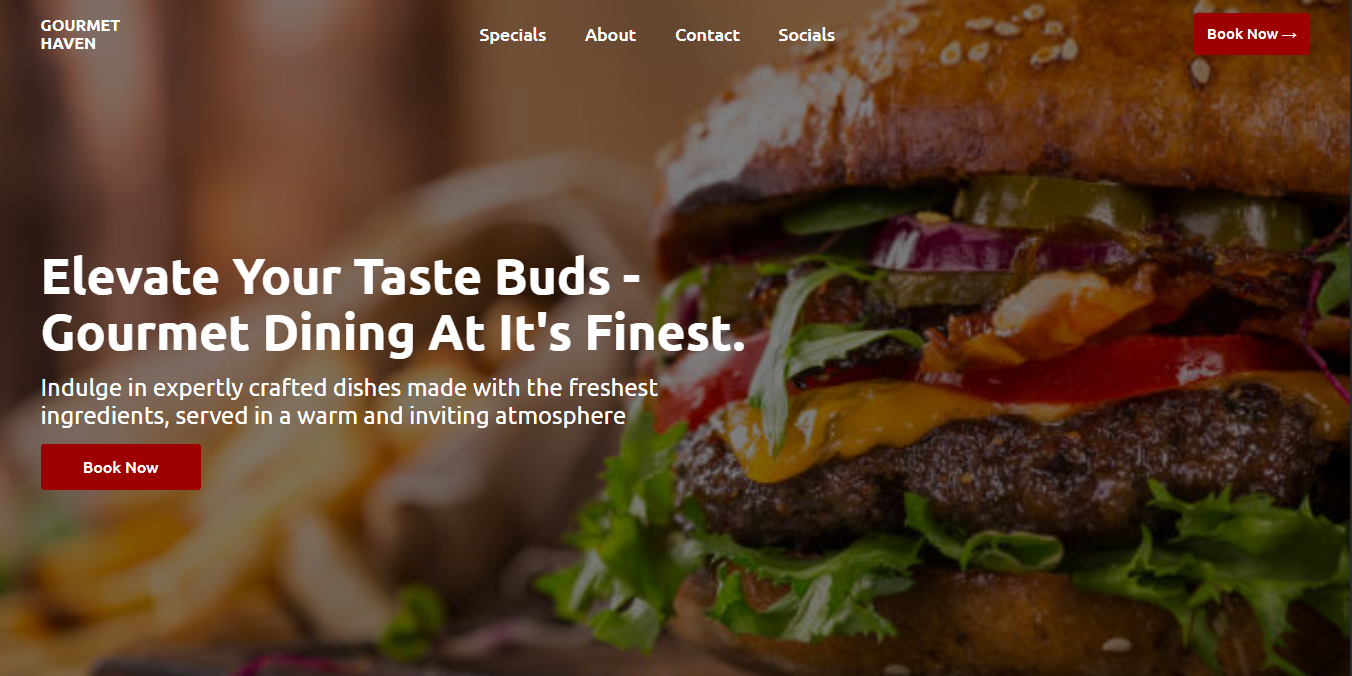 GOURMET
HAVEN
Specials
About
Contact
Socials
Book Now →
Elevate Your Taste Buds -
Gourmet Dining At It's Finest.
Indulge in expertly crafted dishes made with the freshest
ingredients, served in a warm and inviting atmosphere
Book Now